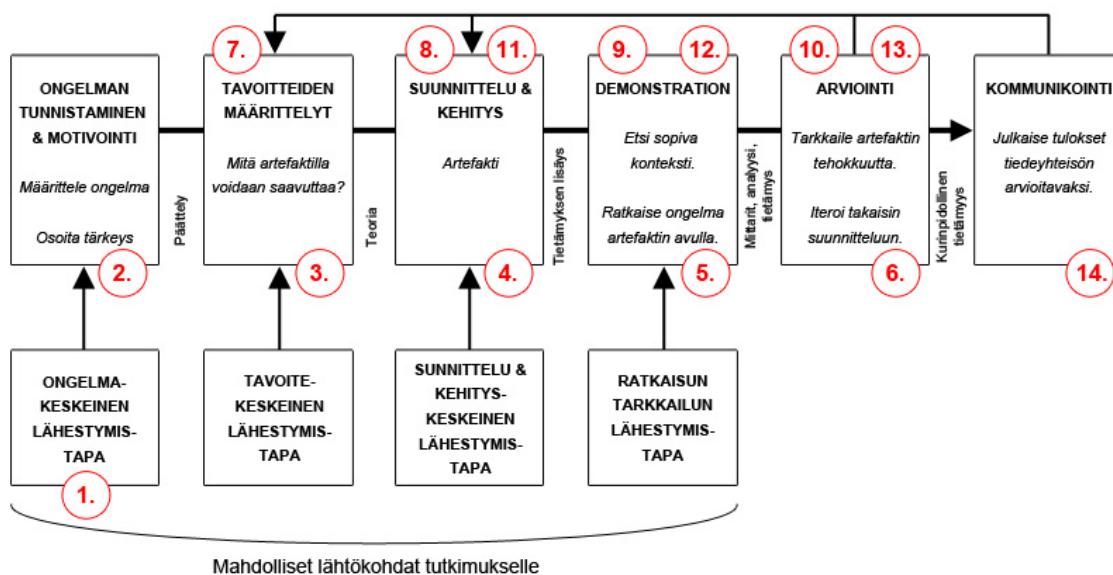 7.
8.
11.
9.
12.
10.
13.
ONGELMAN
TUNNISTAMINEN
& MOTIVOINTI
Määrittele ongelma
Osoita tärkeys
2.
Päättely
TAVOITTEIDEN
MÄÄRITTELYT
Mitä artefaktilla
voidaan saavuttaa?
3.
Teoria
SUUNNITTELU &
KEHITYS
Artefakti
4.
Tietämyksen lisäys
DEMONSTRATION
Etsi sopiva
konteksti.
Ratkaise ongelma
artefaktin avulla.
5.
Mittarit, analyysi,
tietämys
ARVIOINTI
Tarkkaile artefaktin
tehokkuutta.
Iteroi takaisin
suunnitteluun.
6.
Kurinpidollinen
tietämyys
KOMMUNIKOINTI
Julkaise tulokset
tiedeyhteisön
arvioitavaksi.
14.
ONGELMA-
KESKEINEN
LÄHESTYMIS-
TAPA
1.
TAVOITE-
KESKEINEN
LÄHESTYMIS-
TAPA
SUNNITTELU &
KEHITYS-
KESKEINEN
LÄHESTYMIS-
TAPA
RATKAISUN
TARKKAILUN
LÄHESTYMIS-
TAPA
Mahdolliset lähtökohdat tutkimukselle